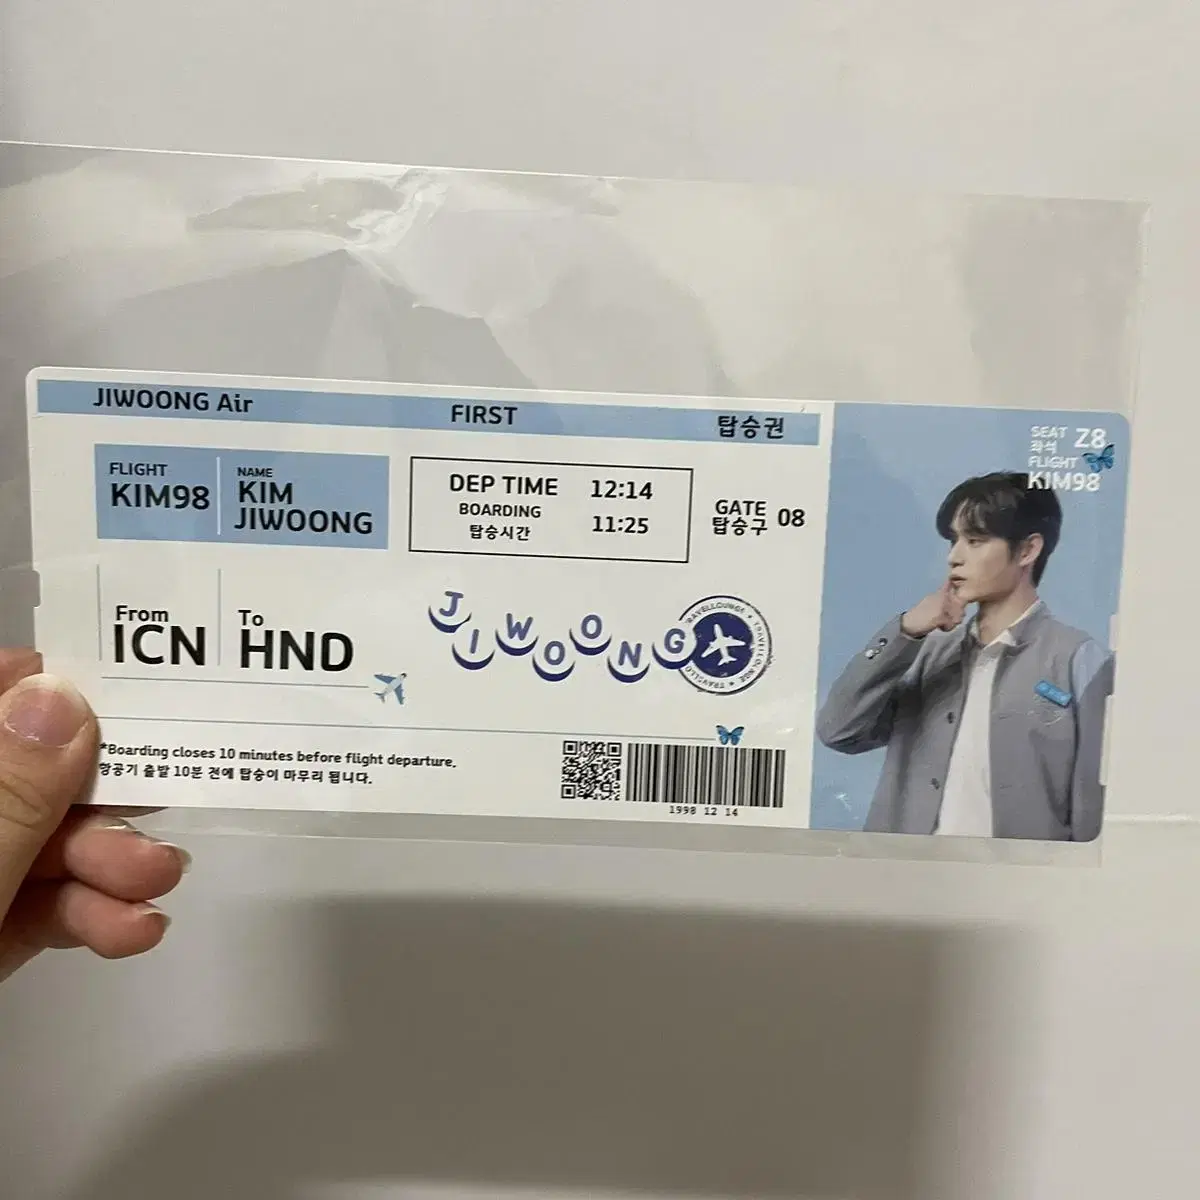 JIWOONG Air FIRST 탑승권
SEAT 좌석 Z8
FLIGHT
KIM98
FLIGHT
KIM98
NAME
KIM
JIWOONG
DEP TIME 12:14
BOARDING 11:25
탑승시간
GATE 08
탑승구
From
ICN
To
HND
JIWOONG
TRAVELLOUNGE ★ TRAVELLOUNGE ★
*Boarding closes 10 minutes before flight departure.
항공기 출발 10분 전에 탑승이 마무리 됩니다.
1998 12 14